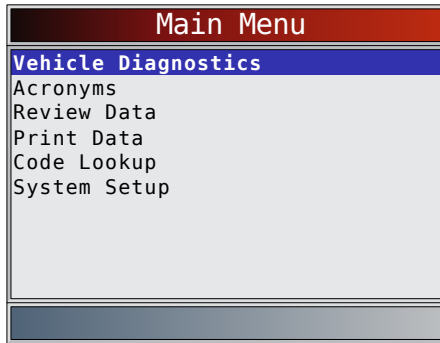 Main Menu
Vehicle Diagnostics
Acronyms
Review Data
Print Data
Code Lookup
System Setup